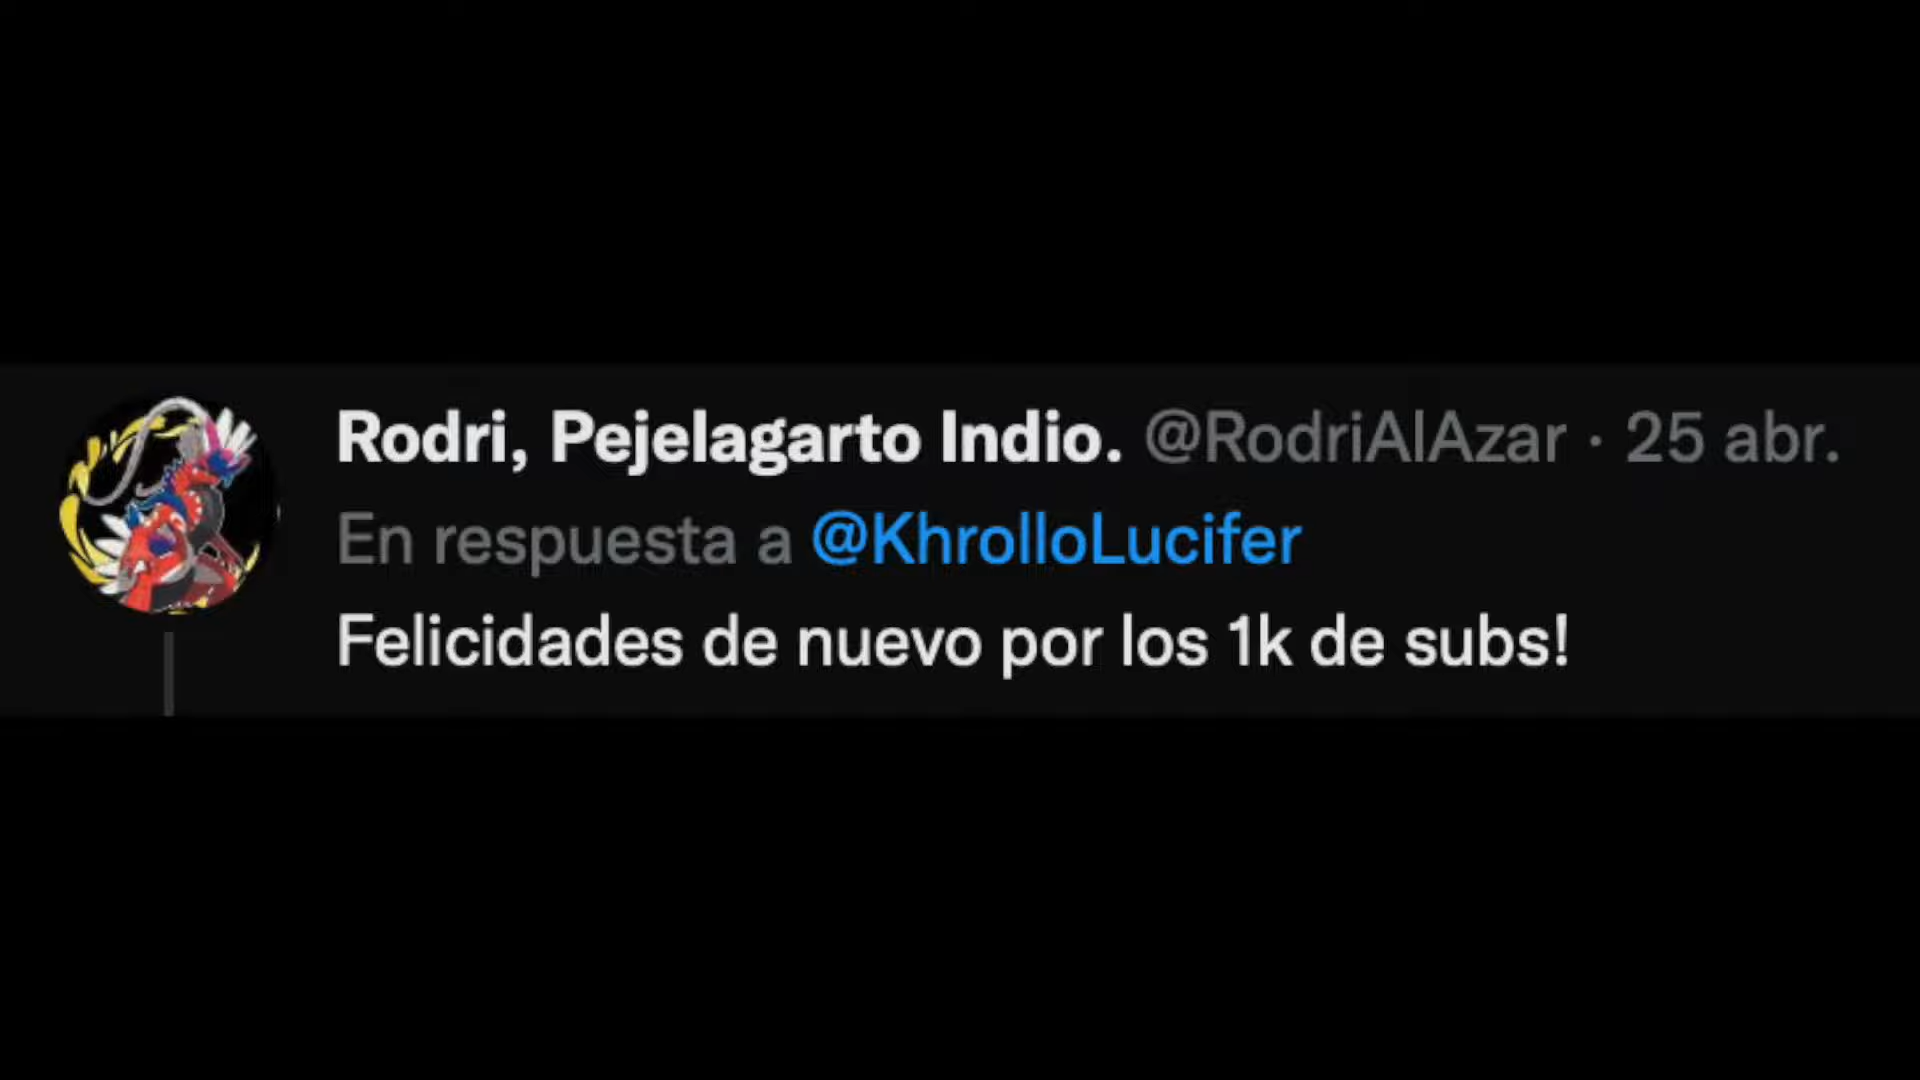 Rodri, Pejelagarto Indio. @RodriAlAzar · 25 abr.
En respuesta a @KhrolloLucifer
Felicidades de nuevo por los 1k de subs!